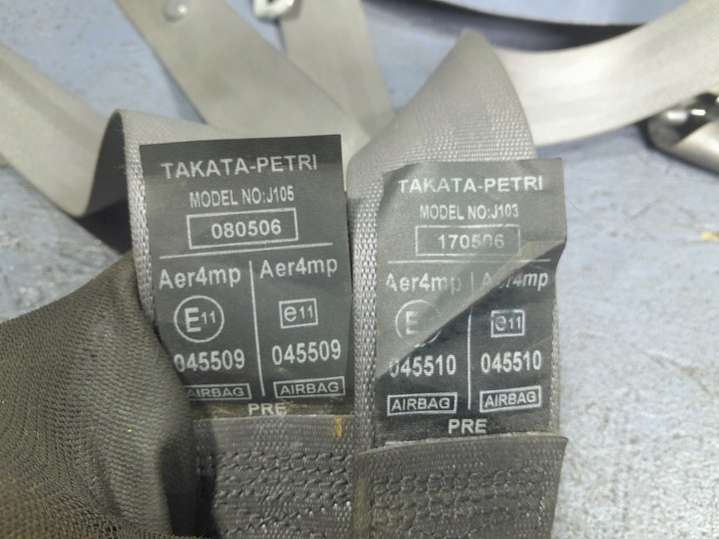 TAKATA-PETRI
MODEL NO:J105
080506
Aer4mp Aer4mp
E11 e11
045509 045509
AIRBAG AIRBAG
PRE
TAKATA-PETRI
MODEL NO:J103
170506
Aer4mp Aer4mp
E e11
045510 045510
AIRBAG AIRBAG
PRE